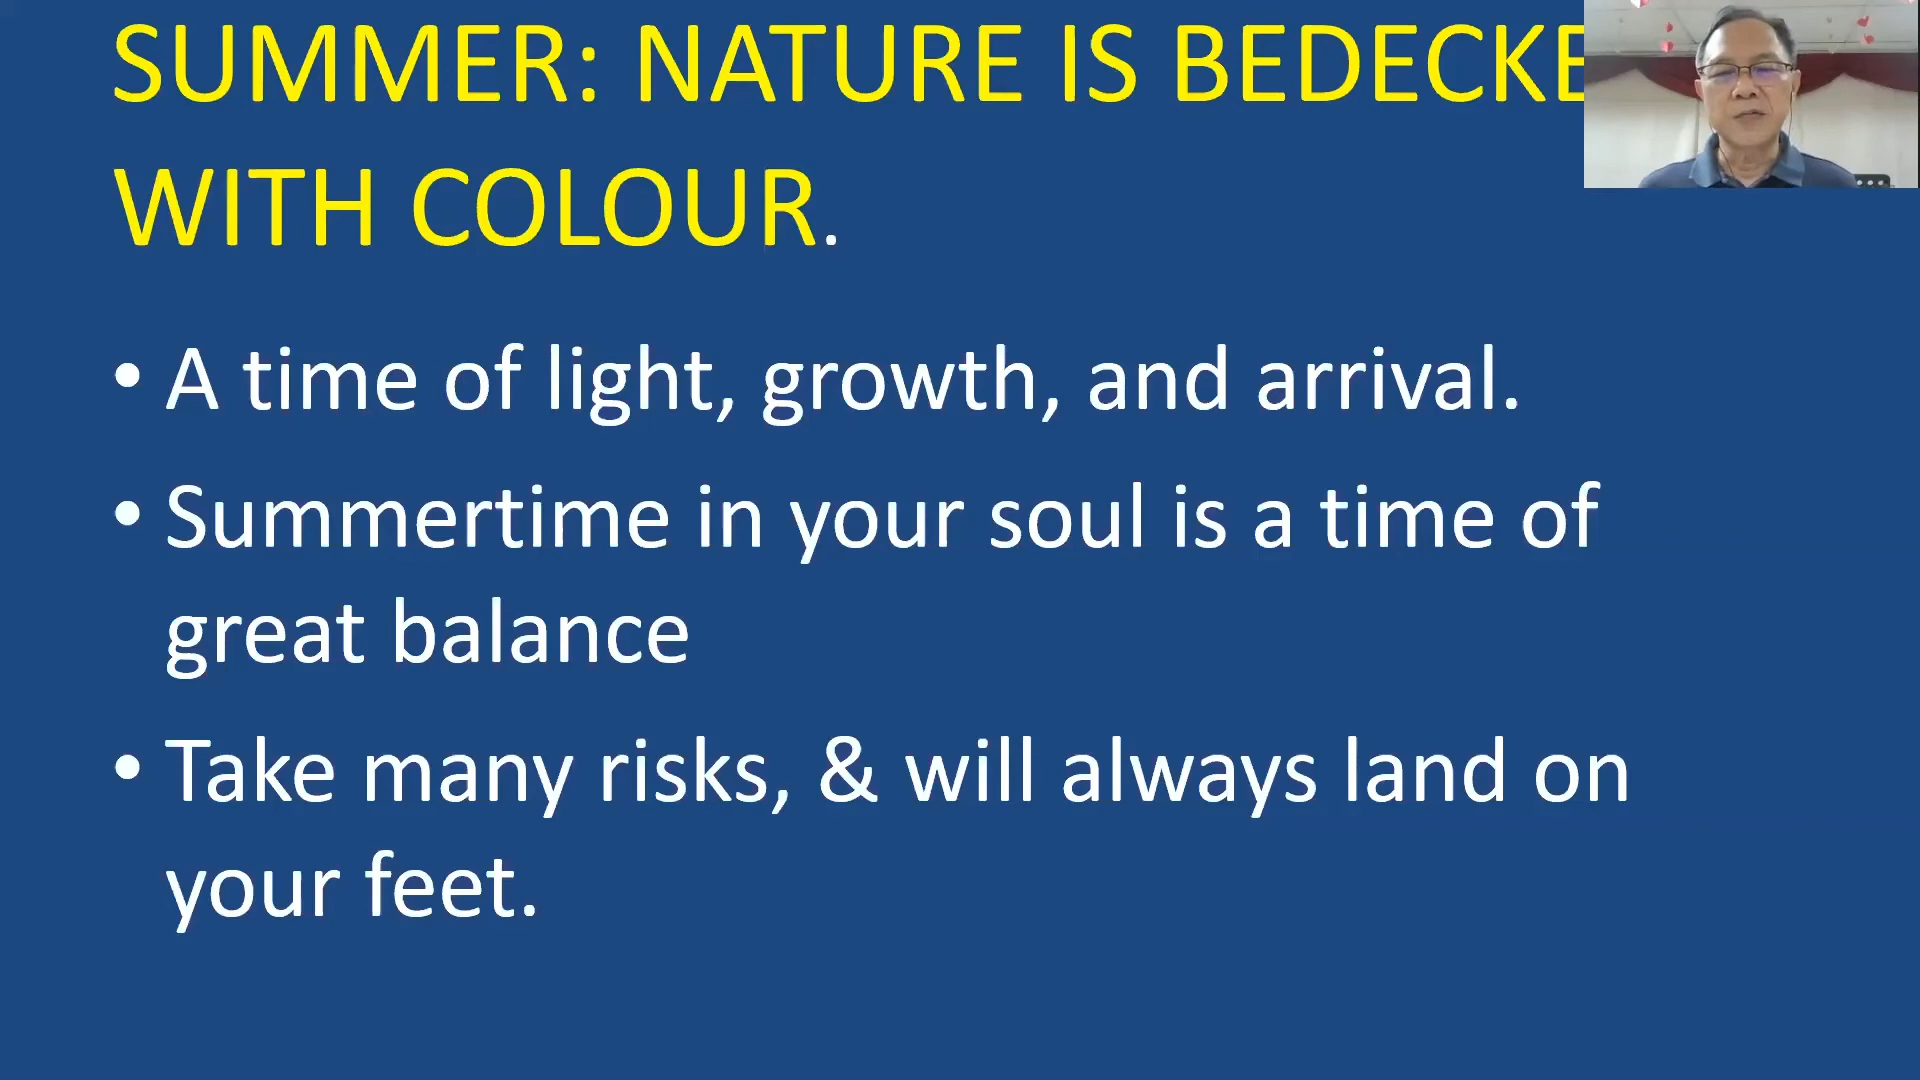 SUMMER: NATURE IS BEDECKE
WITH COLOUR.
• A time of light, growth, and arrival.
• Summertime in your soul is a time of
great balance
• Take many risks, & will always land on
your feet.